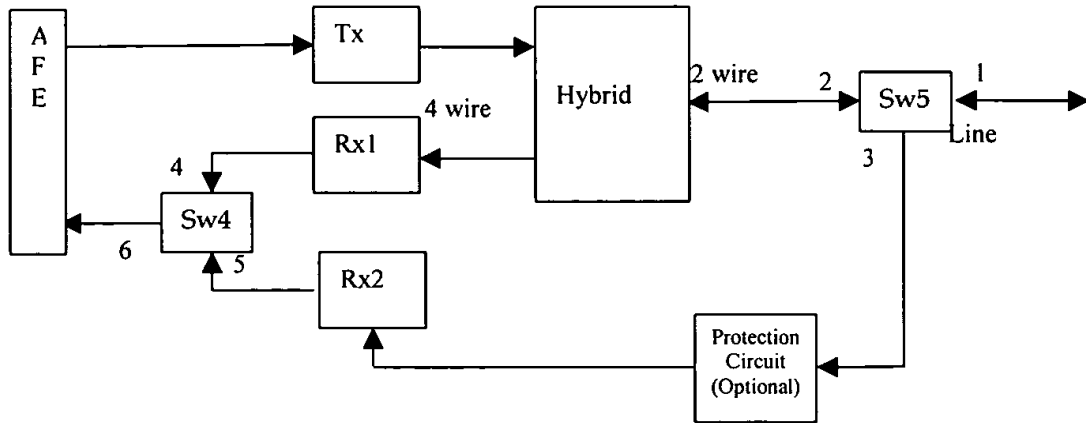 A
F
E
Tx
Hybrid
2 wire
2
Sw5
1
Line
4 wire
Rx1
3
4
Sw4
6
5
Rx2
Protection
Circuit
(Optional)